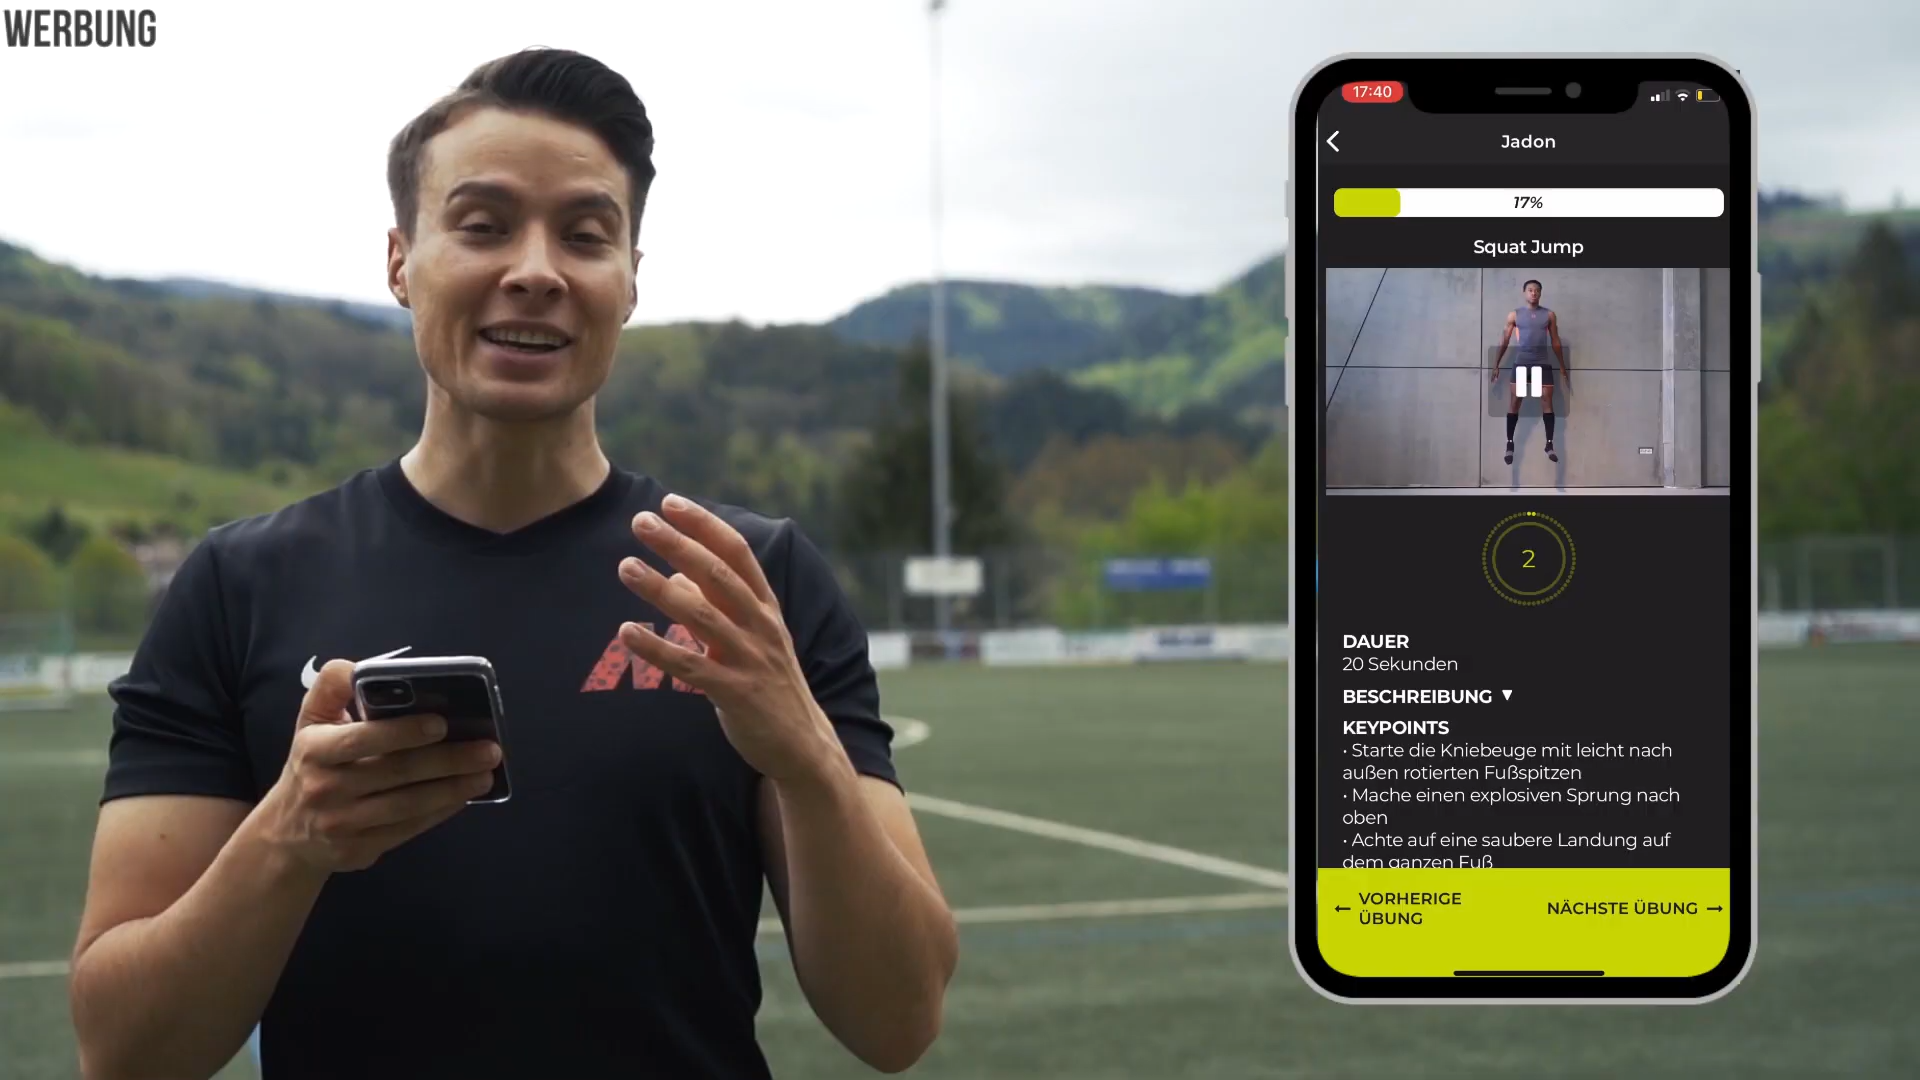 WERBUNG
17:40
Jadon
17%
Squat Jump
2
DAUER
20 Sekunden
BESCHREIBUNG ▼
KEYPOINTS
• Starte die Kniebeuge mit leicht nach
außen rotierten Fußspitzen
• Mache einen explosiven Sprung nach
oben
• Achte auf eine saubere Landung auf
dem ganzen Fuß
← VORHERIGE
ÜBUNG
NÄCHSTE ÜBUNG →